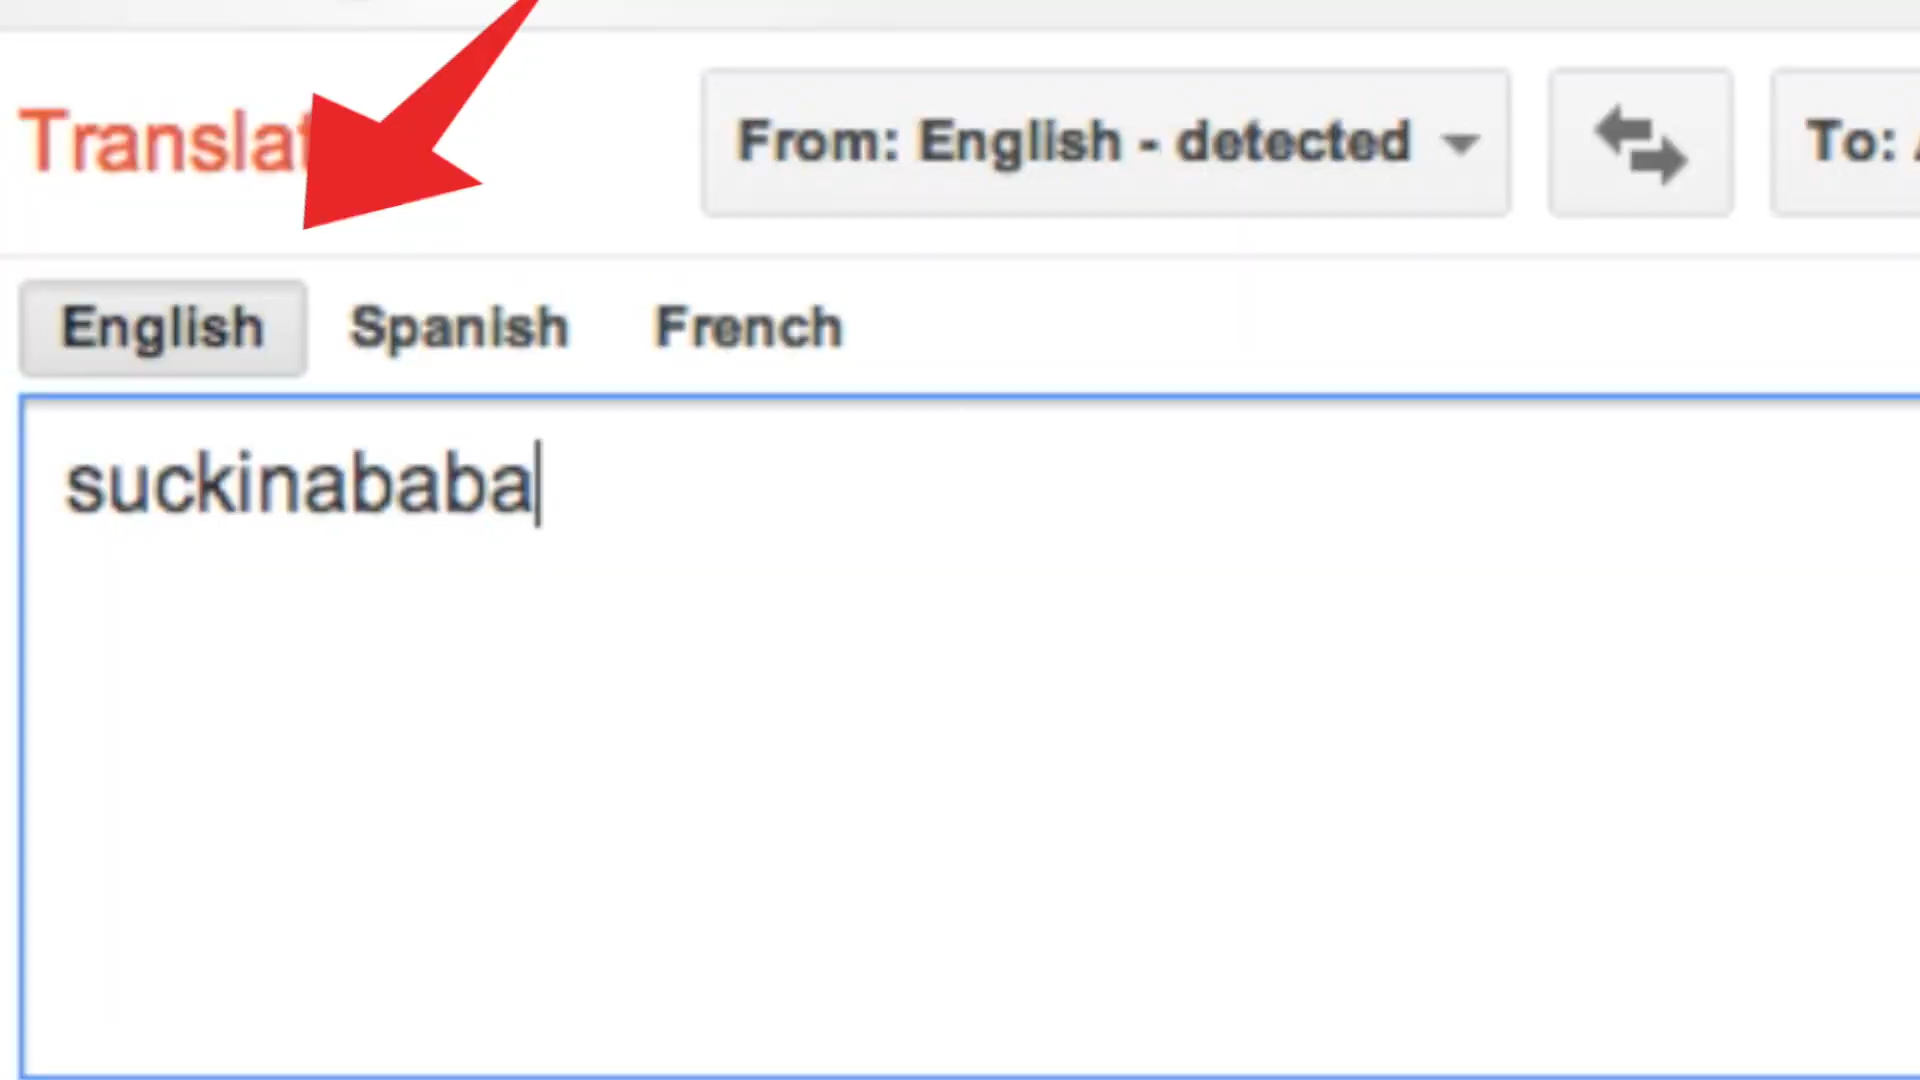 Translat
From: English - detected
To:
English Spanish French
suckinababa